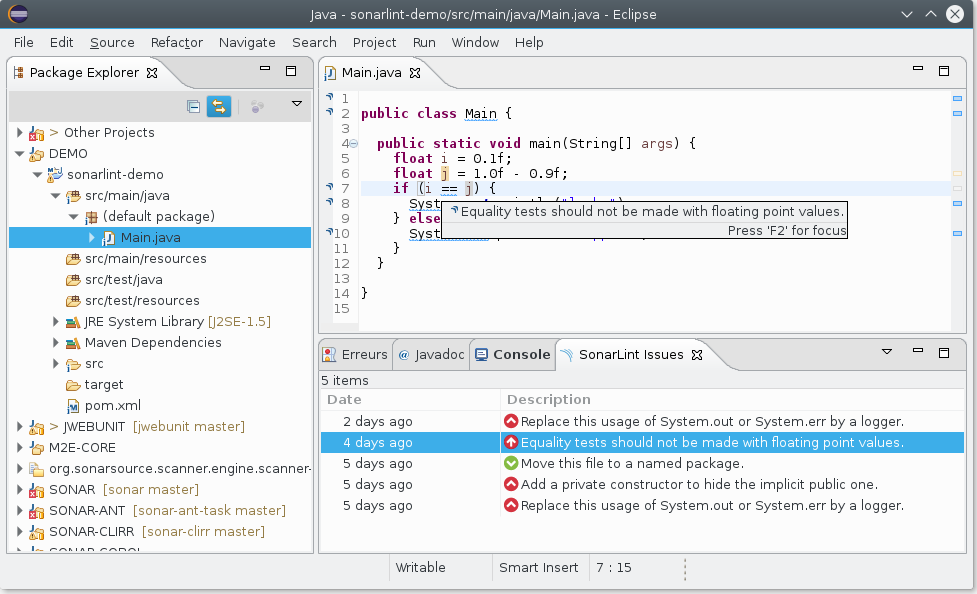 Java - sonarlint-demo/src/main/java/Main.java - Eclipse
File Edit Source Refactor Navigate Search Project Run Window Help
Package Explorer
> Other Projects
DEMO
sonarlint-demo
src/main/java
(default package)
Main.java
src/main/resources
src/test/java
src/test/resources
JRE System Library [J2SE-1.5]
Maven Dependencies
src
target
pom.xml
> JWEBUNIT [jwebunit master]
M2E-CORE
org.sonarsource.scanner.engine.scanner-
SONAR [sonar master]
SONAR-ANT [sonar-ant-task master]
SONAR-CLIRR [sonar-clirr master]
SONAR-COBOL
Main.java
1
2 public class Main {
3
4 public static void main(String[] args) {
5 float i = 0.1f;
6 float j = 1.0f - 0.9f;
7 if (i == j) {
8 Syst
9 } else
10 Syst
11 }
12 }
13
14 }
15
Equality tests should not be made with floating point values.
Press 'F2' for focus
Erreurs @ Javadoc Console SonarLint Issues
5 items
Date Description
2 days ago Replace this usage of System.out or System.err by a logger.
4 days ago Equality tests should not be made with floating point values.
5 days ago Move this file to a named package.
5 days ago Add a private constructor to hide the implicit public one.
5 days ago Replace this usage of System.out or System.err by a logger.
Writable Smart Insert 7 : 15